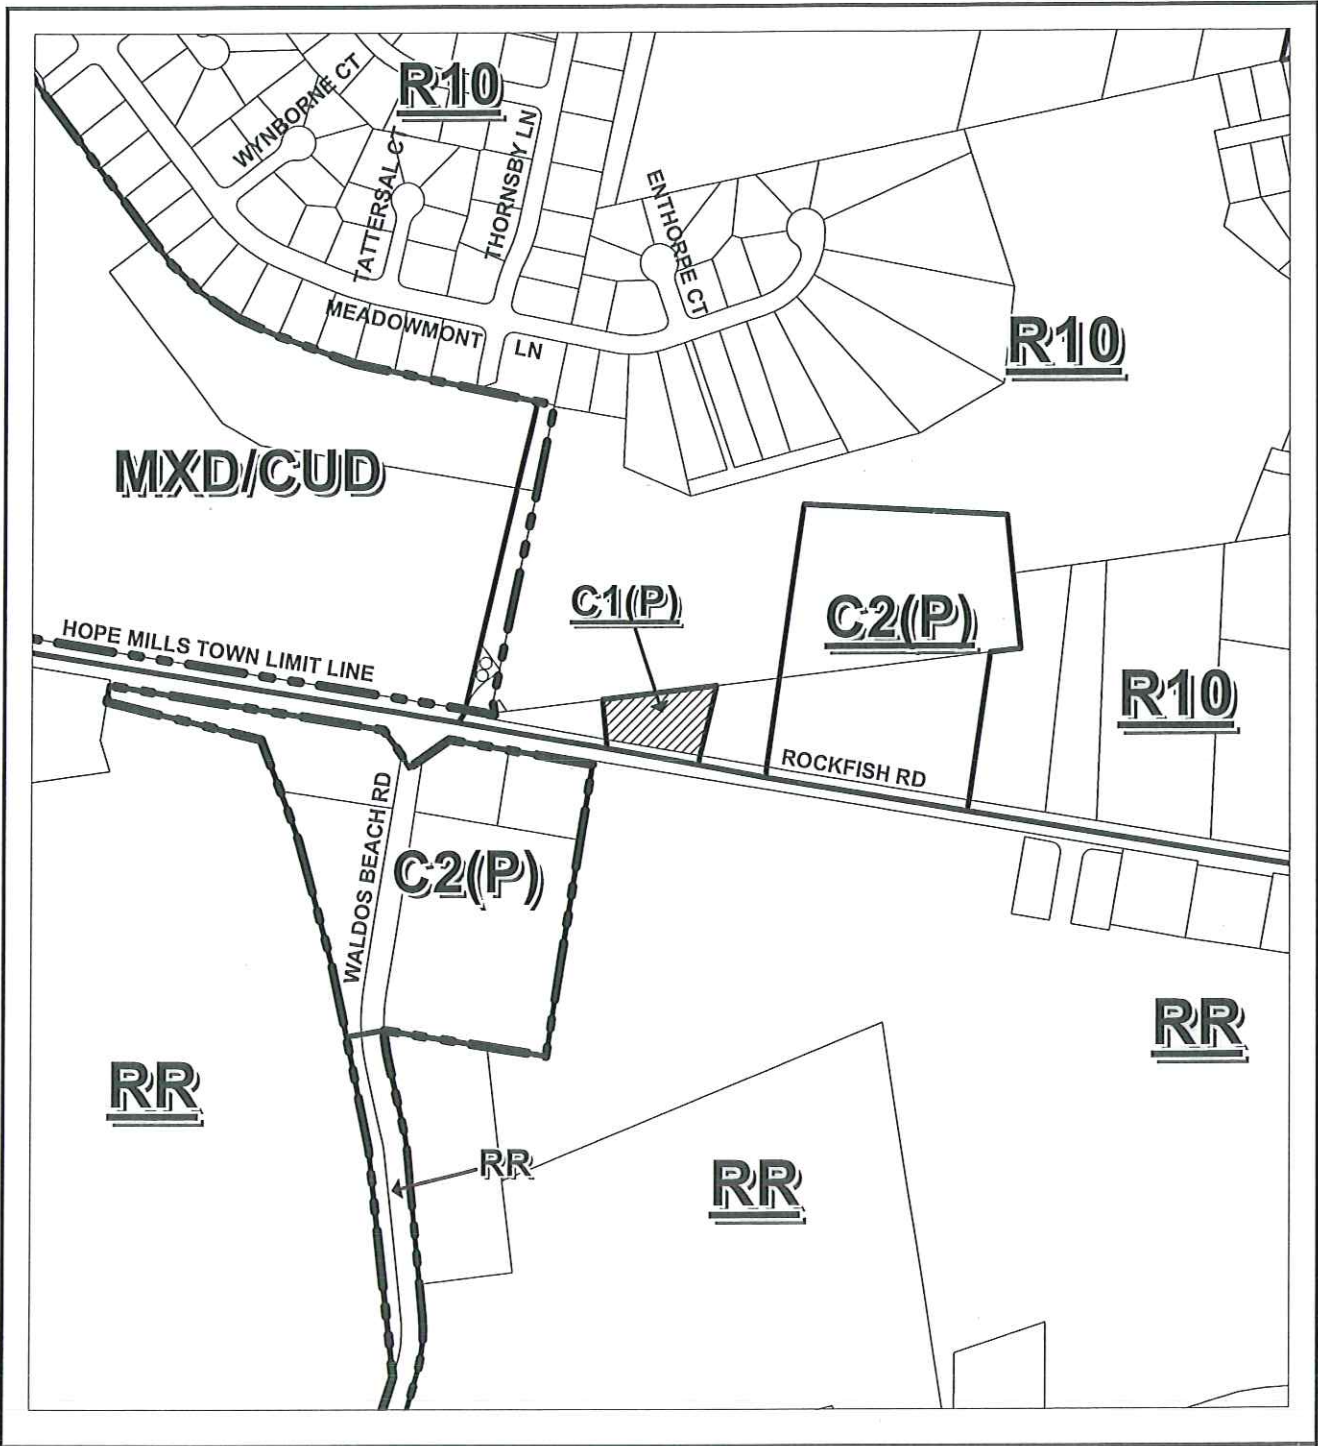 R10
WYNBORNE CT
TATTERSAL CT
THORNSBY LN
ENTHORPE CT
MEADOWMONT LN
R10
MXD/CUD
C1(P)
C2(P)
HOPE MILLS TOWN LIMIT LINE
R10
ROCKFISH RD
WALDOS BEACH RD
C2(P)
RR
RR
RR
RR